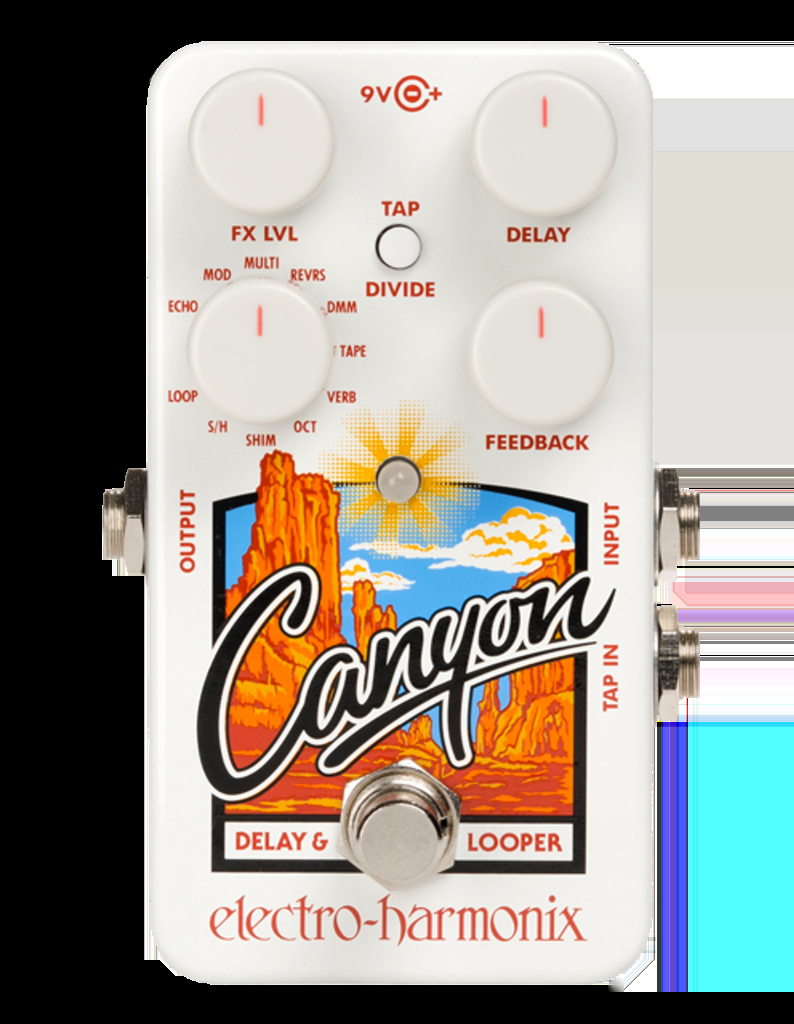 9V +
TAP
FX LVL
DELAY
DIVIDE
MULTI
MOD
REVRS
ECHO
DMM
TAPE
LOOP
VERB
S/H
OCT
SHIM
FEEDBACK
OUTPUT
INPUT
Canyon
TAP IN
DELAY & LOOPER
electro-harmonix